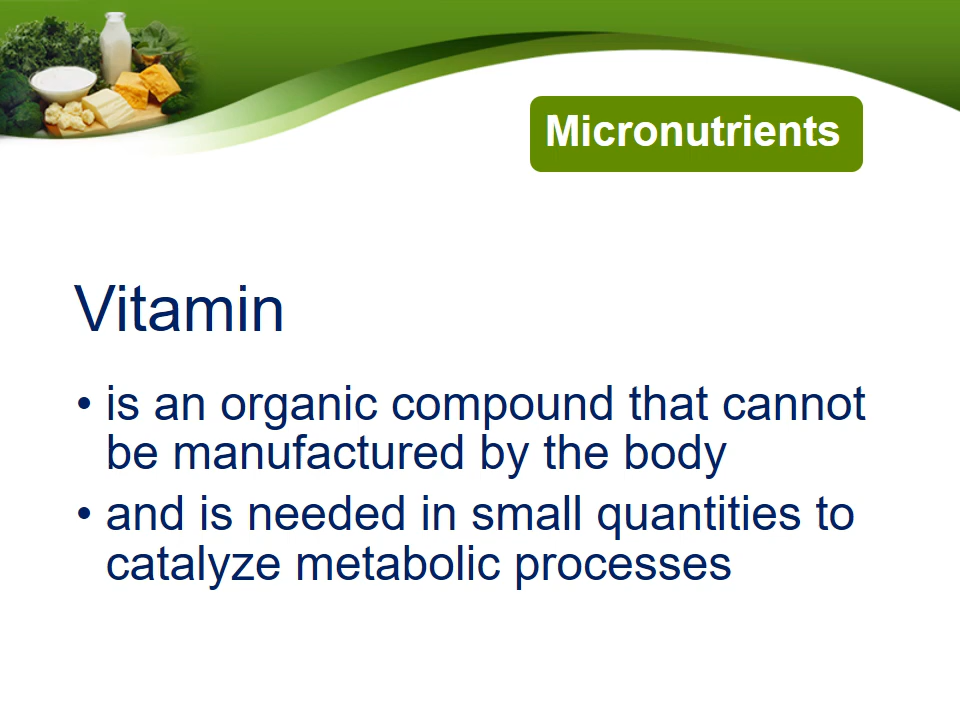 Micronutrients
Vitamin
• is an organic compound that cannot
be manufactured by the body
• and is needed in small quantities to
catalyze metabolic processes